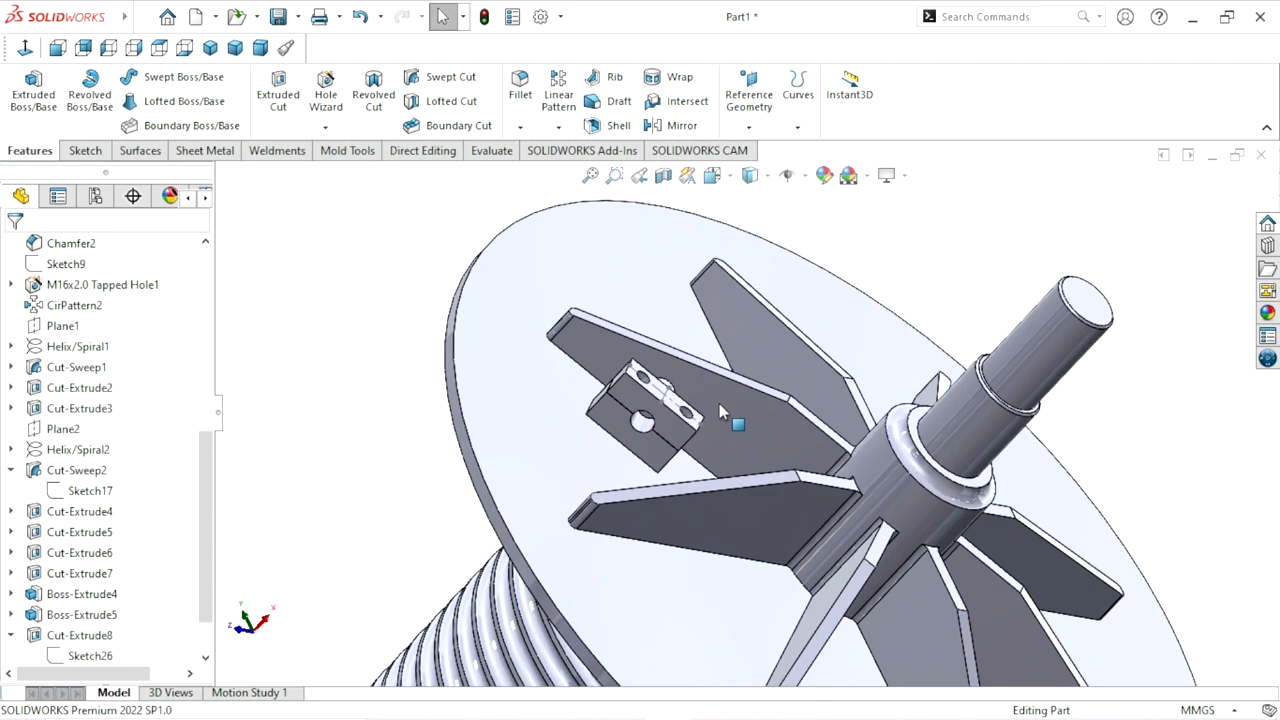 SOLIDWORKS
Part1 *
Search Commands
Extruded Boss/Base
Revolved Boss/Base
Swept Boss/Base
Lofted Boss/Base
Boundary Boss/Base
Extruded Cut
Hole Wizard
Revolved Cut
Swept Cut
Lofted Cut
Boundary Cut
Fillet
Linear Pattern
Rib
Draft
Shell
Wrap
Intersect
Mirror
Reference Geometry
Curves
Instant3D
Features
Sketch
Surfaces
Sheet Metal
Weldments
Mold Tools
Direct Editing
Evaluate
SOLIDWORKS Add-Ins
SOLIDWORKS CAM
Chamfer2
Sketch9
M16x2.0 Tapped Hole1
CirPattern2
Plane1
Helix/Spiral1
Cut-Sweep1
Cut-Extrude2
Cut-Extrude3
Plane2
Helix/Spiral2
Cut-Sweep2
Sketch17
Cut-Extrude4
Cut-Extrude5
Cut-Extrude6
Cut-Extrude7
Boss-Extrude4
Boss-Extrude5
Cut-Extrude8
Sketch26
Y
X
Z
Model
3D Views
Motion Study 1
SOLIDWORKS Premium 2022 SP1.0
Editing Part
MMGS